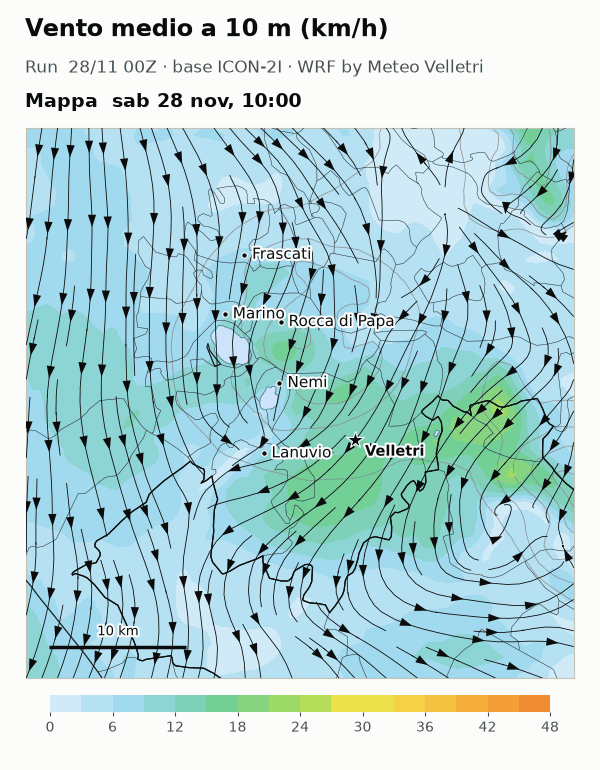 Vento medio a 10 m (km/h)
Run 28/11 00Z · base ICON-2I · WRF by Meteo Velletri
Mappa sab 28 nov, 10:00
Frascati
Marino
Rocca di Papa
Nemi
Velletri
Lanuvio
10 km
0 6 12 18 24 30 36 42 48